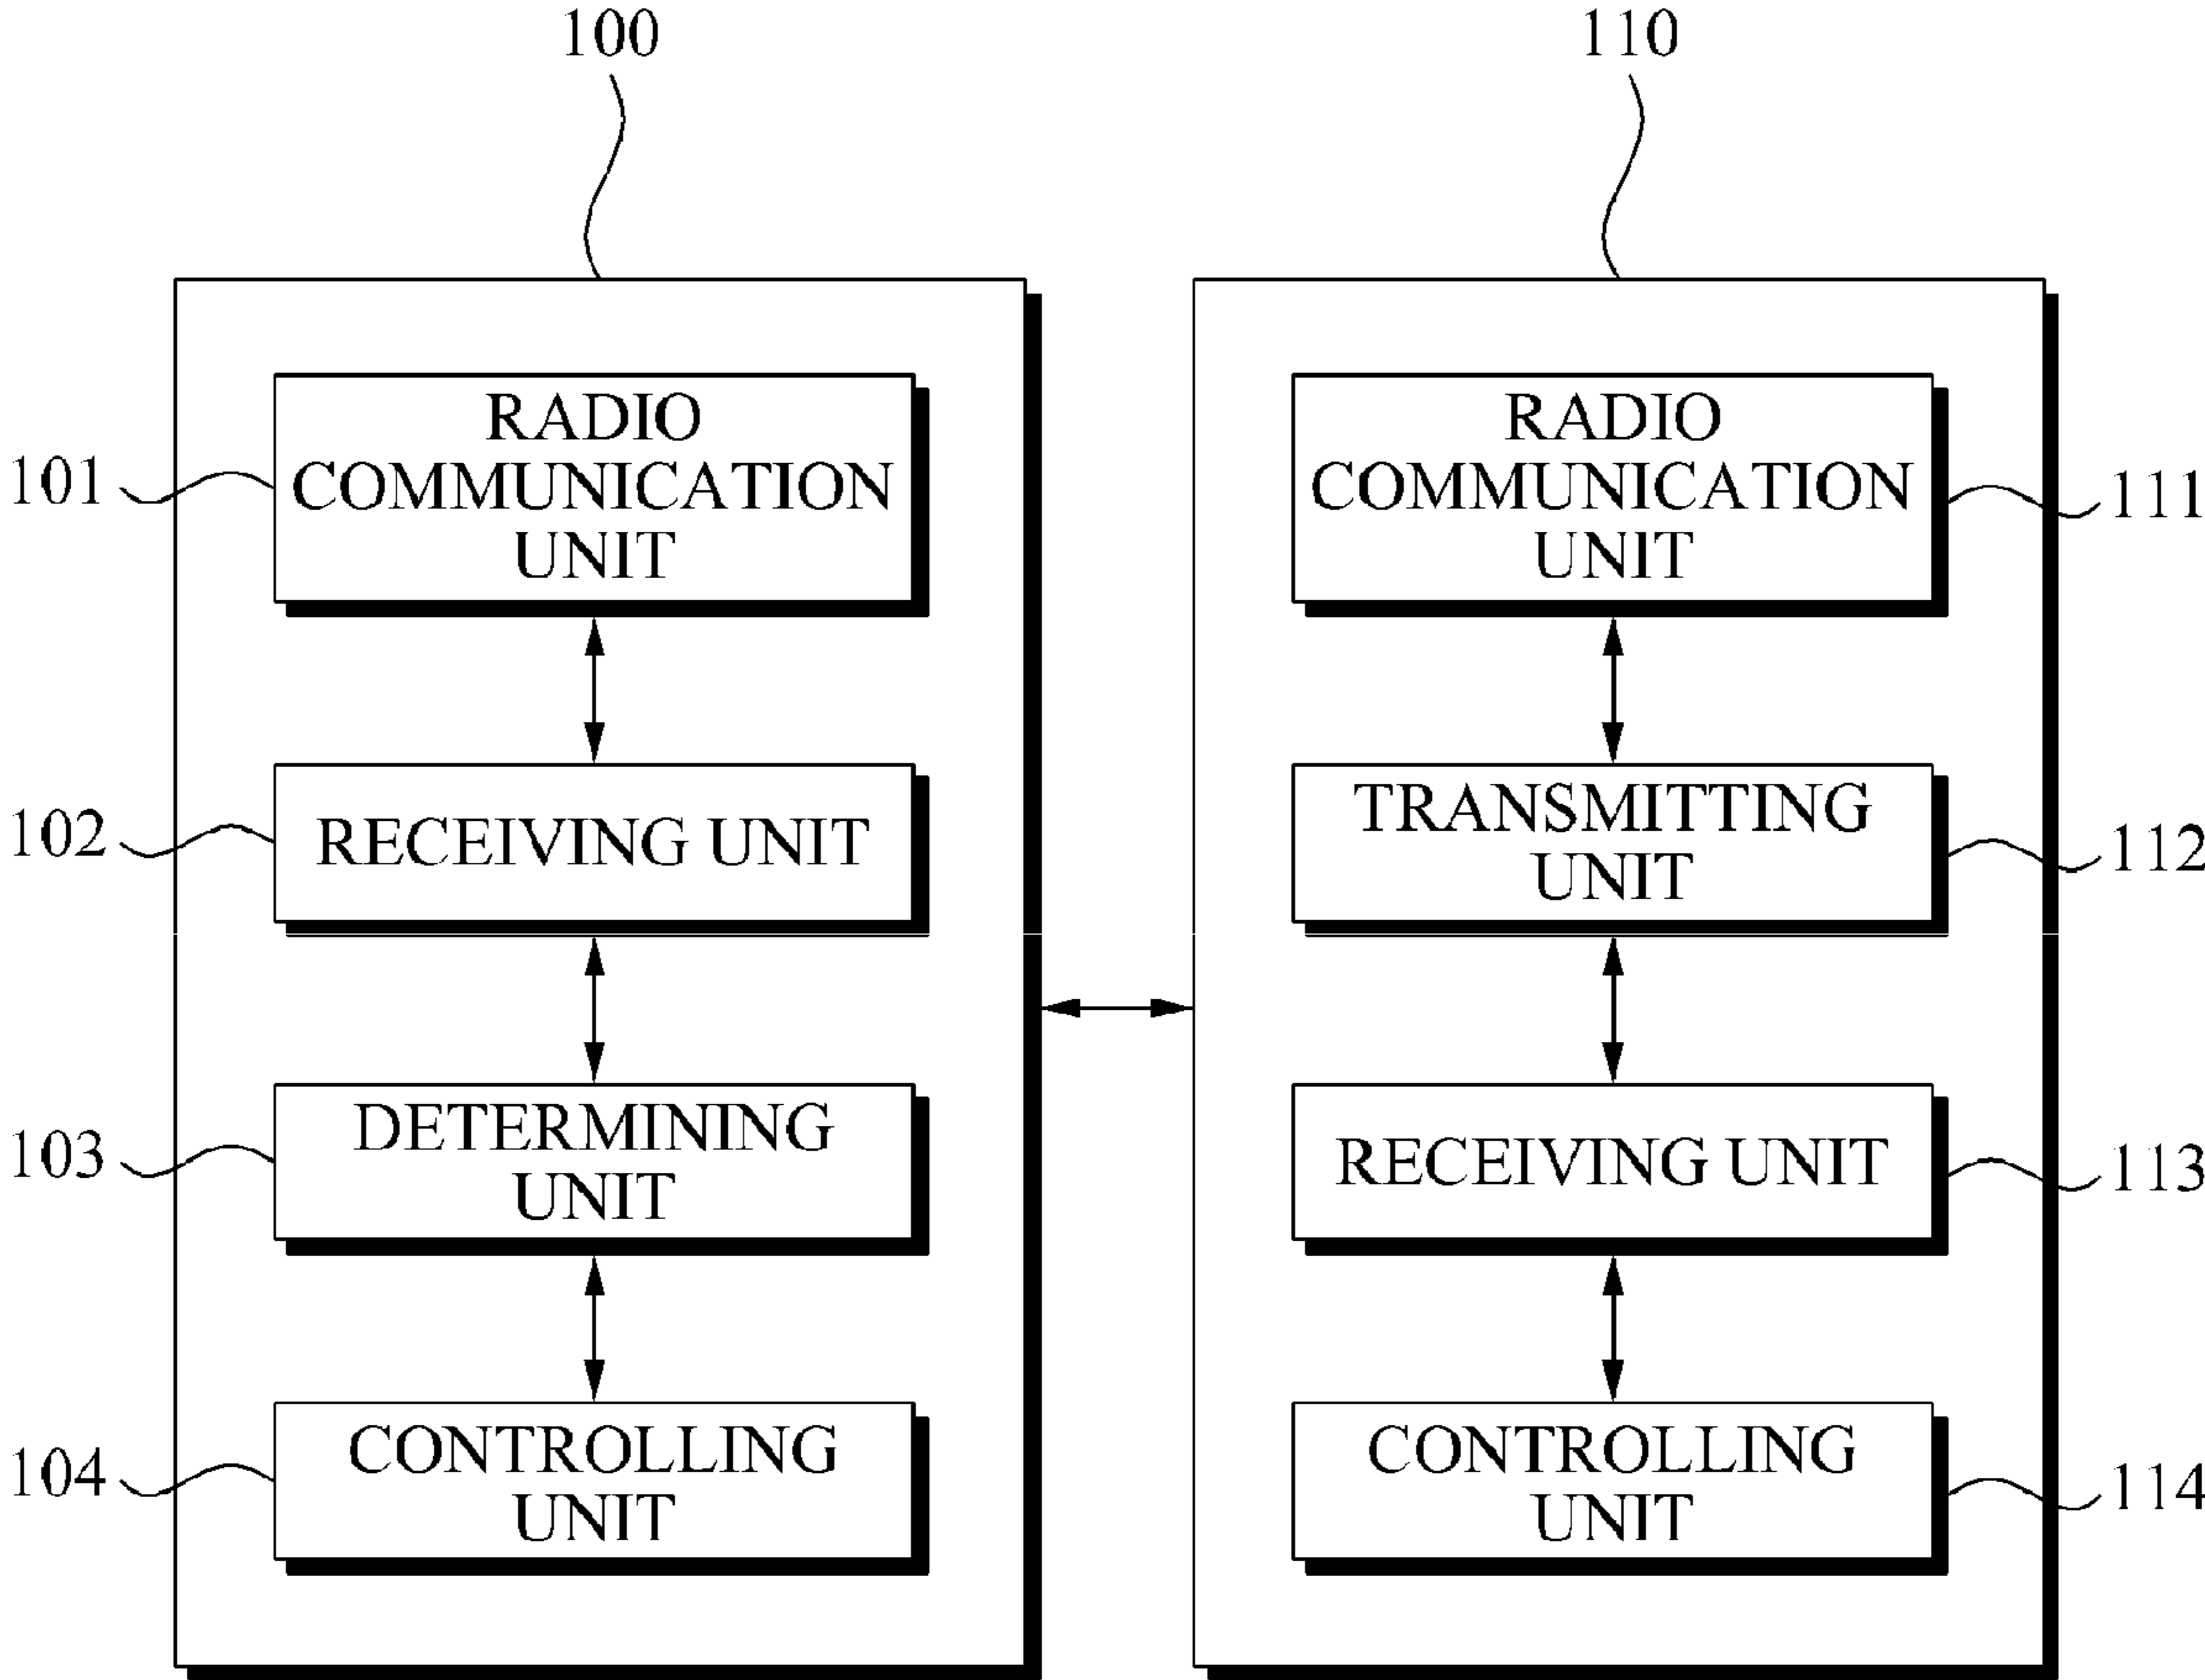 100
110
101
RADIO
COMMUNICATION
UNIT
102
RECEIVING UNIT
103
DETERMINING
UNIT
104
CONTROLLING
UNIT
RADIO
COMMUNICATION
UNIT
111
TRANSMITTING
UNIT
112
RECEIVING UNIT
113
CONTROLLING
UNIT
114